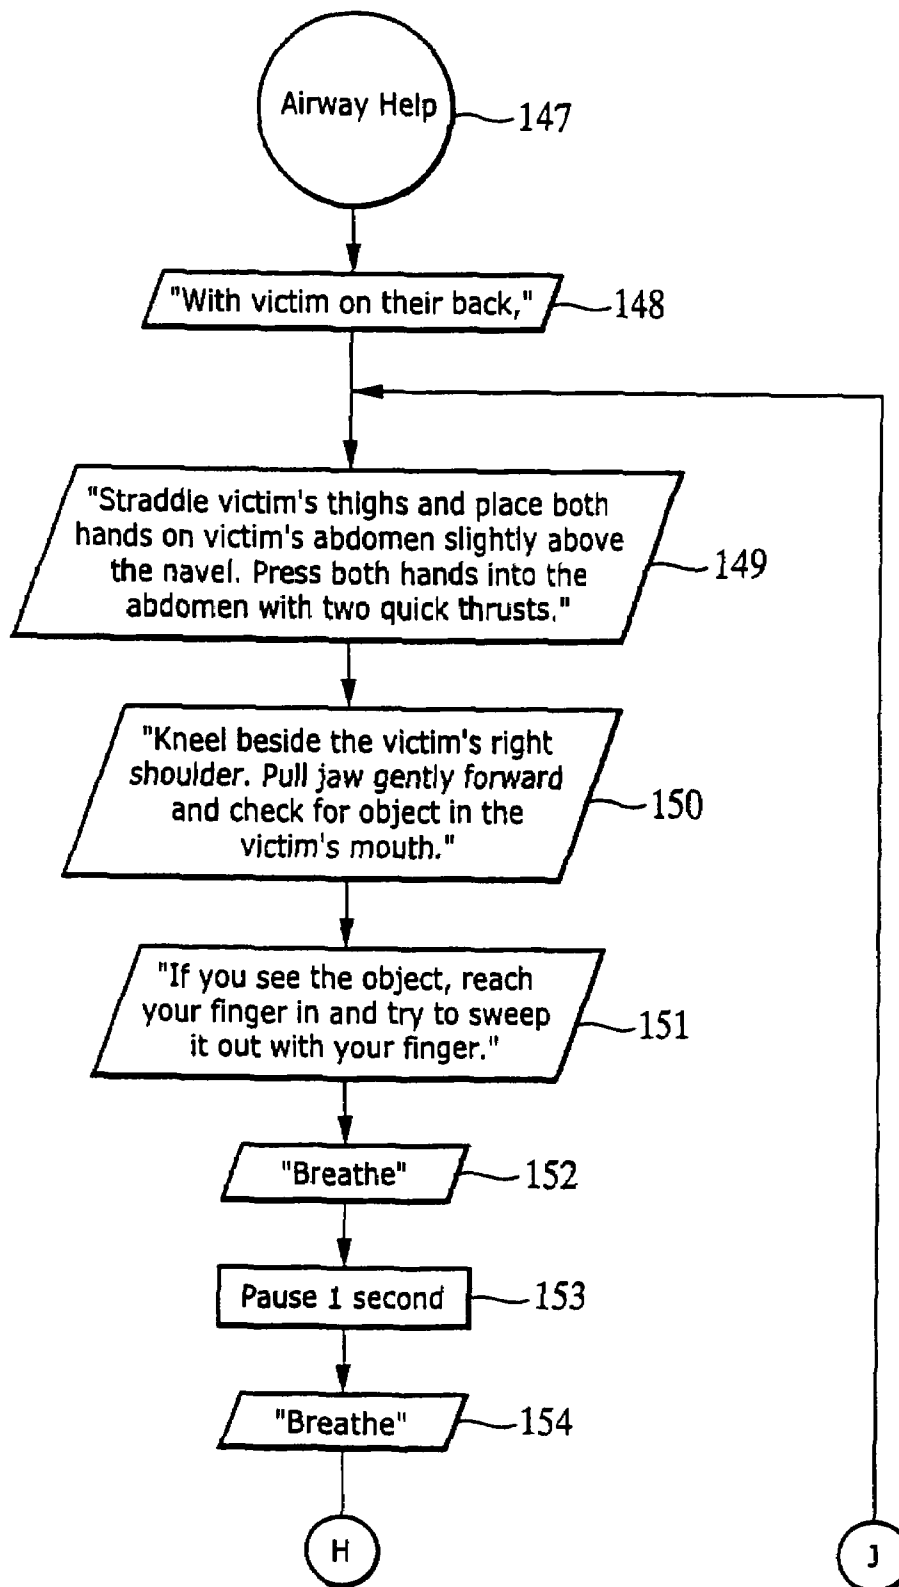 Airway Help
147
"With victim on their back,"
148
"Straddle victim's thighs and place both
hands on victim's abdomen slightly above
the navel. Press both hands into the
abdomen with two quick thrusts."
149
"Kneel beside the victim's right
shoulder. Pull jaw gently forward
and check for object in the
victim's mouth."
150
"If you see the object, reach
your finger in and try to sweep
it out with your finger."
151
"Breathe"
152
Pause 1 second
153
"Breathe"
154
H
J